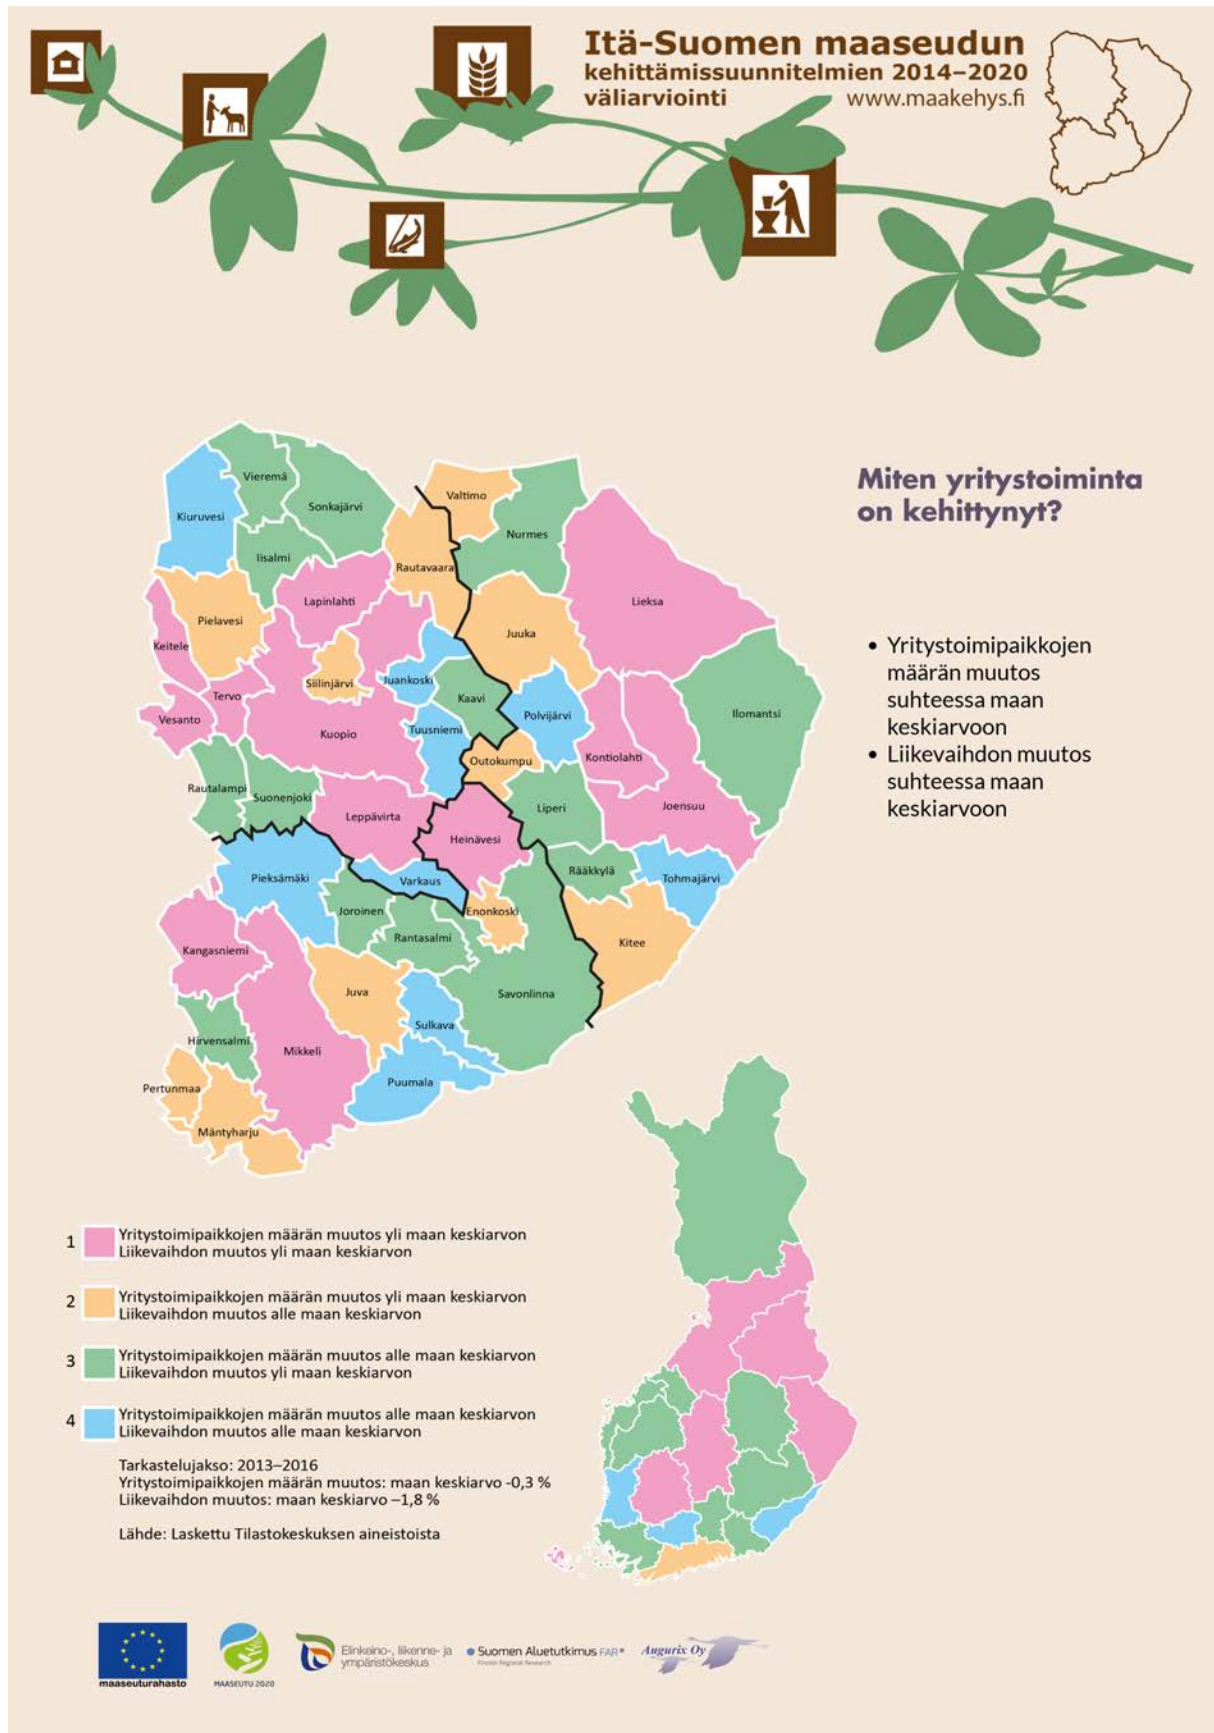 Itä-Suomen maaseudun
kehittämissuunnitelmien 2014–2020
väliarviointi www.maakehys.fi
Miten yritystoiminta
on kehittynyt?
• Yritystoimipaikkojen
määrän muutos
suhteessa maan
keskiarvoon
• Liikevaihdon muutos
suhteessa maan
keskiarvoon
Vieremä
Kiuruvesi
Sonkajärvi
Iisalmi
Valtimo
Nurmes
Rautavaara
Lapinlahti
Lieksa
Pielavesi
Juuka
Keitele
Siilinjärvi
Juankoski
Tervo
Kaavi
Vesanto
Polvijärvi
Ilomantsi
Kuopio
Tuusniemi
Outokumpu
Kontiolahti
Rautalampi
Suonenjoki
Liperi
Joensuu
Leppävirta
Heinävesi
Rääkkylä
Pieksämäki
Varkaus
Tohmajärvi
Joroinen
Enonkoski
Rantasalmi
Kitee
Kangasniemi
Juva
Savonlinna
Sulkava
Hirvensalmi
Mikkeli
Puumala
Pertunmaa
Mäntyharju
1 Yritystoimipaikkojen määrän muutos yli maan keskiarvon
Liikevaihdon muutos yli maan keskiarvon
2 Yritystoimipaikkojen määrän muutos yli maan keskiarvon
Liikevaihdon muutos alle maan keskiarvon
3 Yritystoimipaikkojen määrän muutos alle maan keskiarvon
Liikevaihdon muutos yli maan keskiarvon
4 Yritystoimipaikkojen määrän muutos alle maan keskiarvon
Liikevaihdon muutos alle maan keskiarvon
Tarkastelujakso: 2013–2016
Yritystoimipaikkojen määrän muutos: maan keskiarvo -0,3 %
Liikevaihdon muutos: maan keskiarvo –1,8 %
Lähde: Laskettu Tilastokeskuksen aineistoista
maaseuturahasto
MAASEUTU 2020
Elinkeino-, liikenne- ja
ympäristökeskus
Suomen Aluetutkimus FAR
Finnish Regional Research
Augurix Oy